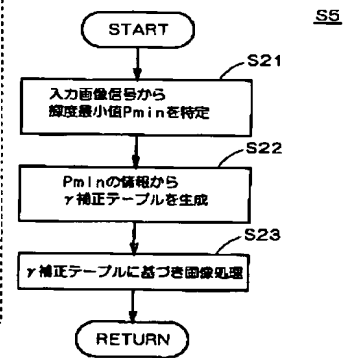 S5
START
S21
入力画像信号から
輝度最小値Pminを特定
S22
Pminの情報から
γ補正テーブルを生成
S23
γ補正テーブルに基づき画像処理
RETURN